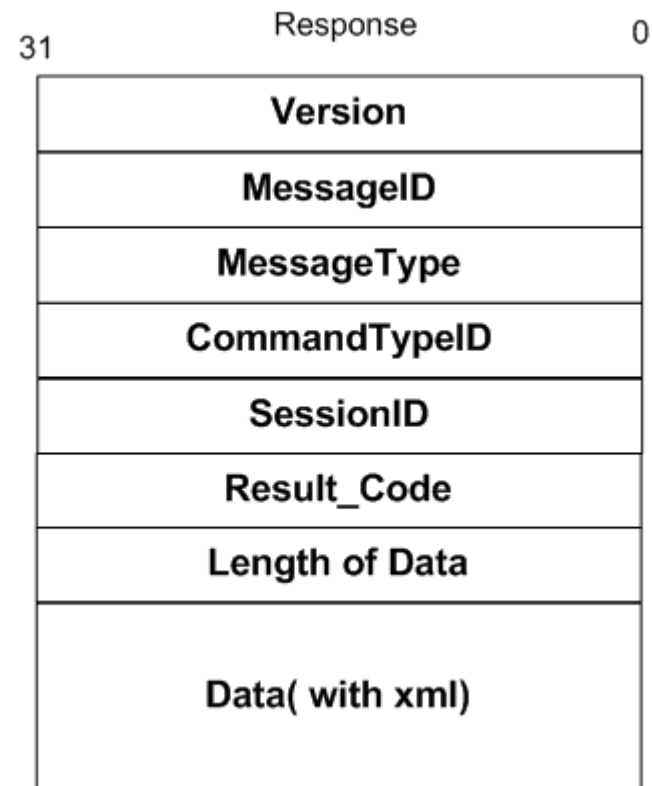 Response
31 0
Version
MessageID
MessageType
CommandTypeID
SessionID
Result_Code
Length of Data
Data( with xml)